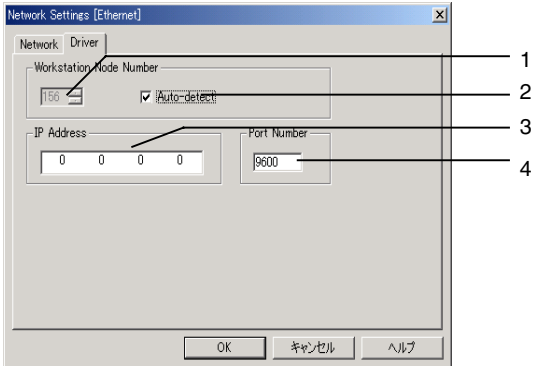 Network Settings [Ethernet]
Network Driver
Workstation Node Number
1
156 Auto-detect
2
IP Address Port Number
3
0 0 0 0 9600
4
OK キャンセル ヘルプ